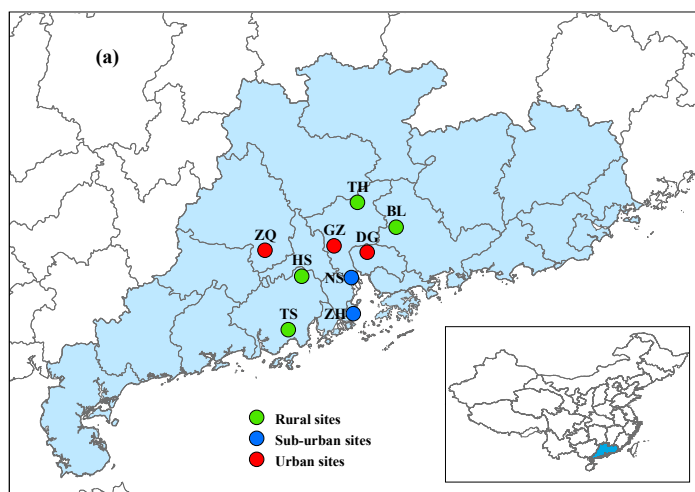 (a)
TH
BL
ZQ
GZ
DG
HS
NS
TS
ZH
Rural sites
Sub-urban sites
Urban sites